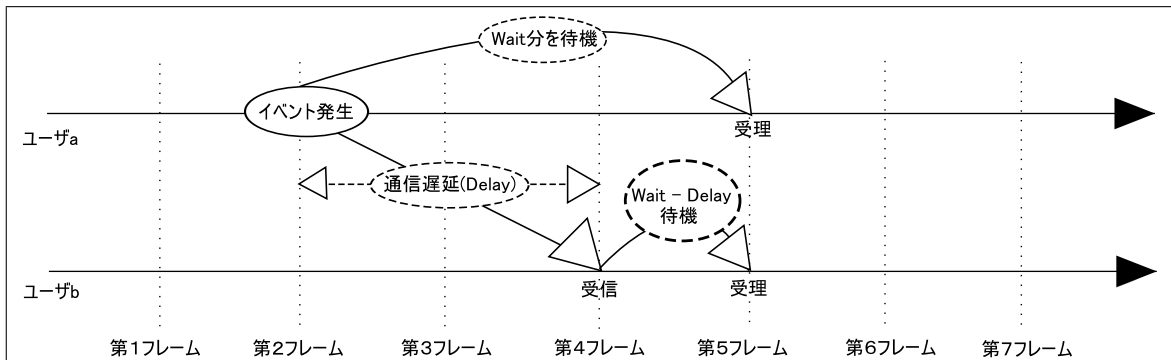 Wait分を待機
イベント発生
ユーザa
受理
通信遅延(Delay)
Wait - Delay
待機
ユーザb
受信
受理
第1フレーム
第2フレーム
第3フレーム
第4フレーム
第5フレーム
第6フレーム
第7フレーム